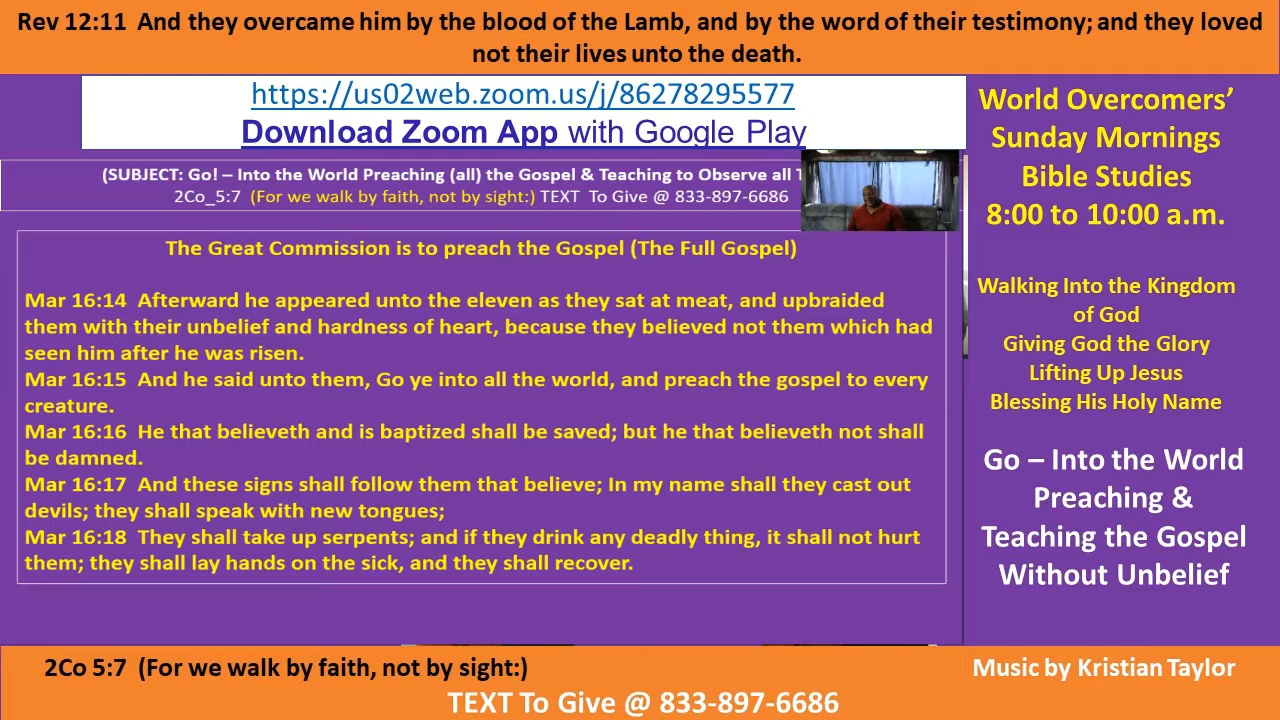 Rev 12:11  And they overcame him by the blood of the Lamb, and by the word of their testimony; and they loved
not their lives unto the death.
https://us02web.zoom.us/j/86278295577
Download Zoom App with Google Play
(SUBJECT: Go! – Into the World Preaching (all) the Gospel & Teaching to Observe all
2Co_5:7  (For we walk by faith, not by sight:) TEXT  To Give @ 833-897-6686
The Great Commission is to preach the Gospel (The Full Gospel)
Mar 16:14  Afterward he appeared unto the eleven as they sat at meat, and upbraided
them with their unbelief and hardness of heart, because they believed not them which had
seen him after he was risen.
Mar 16:15  And he said unto them, Go ye into all the world, and preach the gospel to every
creature.
Mar 16:16  He that believeth and is baptized shall be saved; but he that believeth not shall
be damned.
Mar 16:17  And these signs shall follow them that believe; In my name shall they cast out
devils; they shall speak with new tongues;
Mar 16:18  They shall take up serpents; and if they drink any deadly thing, it shall not hurt
them; they shall lay hands on the sick, and they shall recover.
World Overcomers’
Sunday Mornings
Bible Studies
8:00 to 10:00 a.m.
Walking Into the Kingdom
of God
Giving God the Glory
Lifting Up Jesus
Blessing His Holy Name
Go – Into the World
Preaching &
Teaching the Gospel
Without Unbelief
2Co 5:7  (For we walk by faith, not by sight:)
Music by Kristian Taylor
TEXT To Give @ 833-897-6686